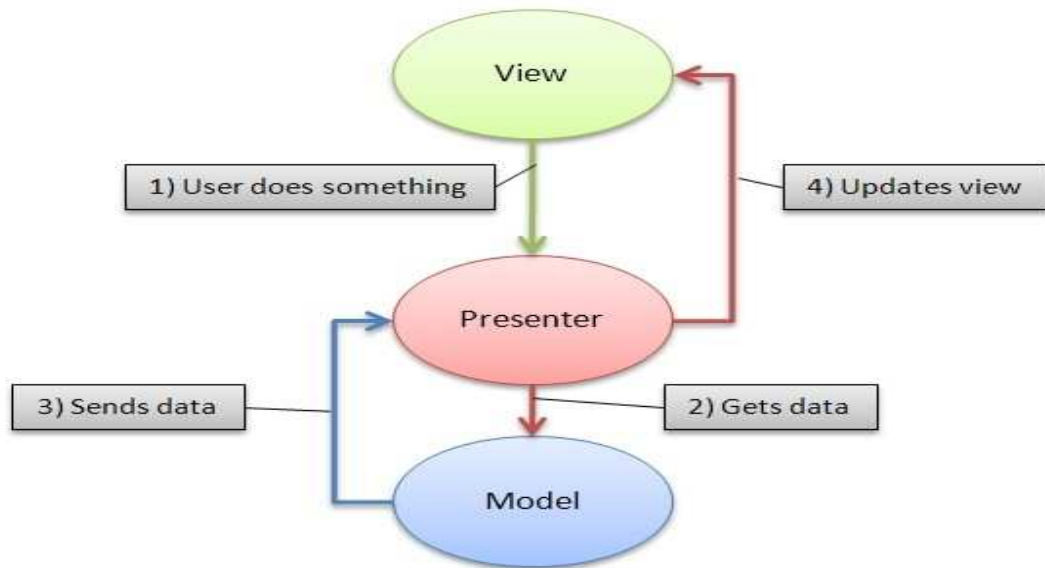 View
1) User does something
4) Updates view
Presenter
3) Sends data
2) Gets data
Model